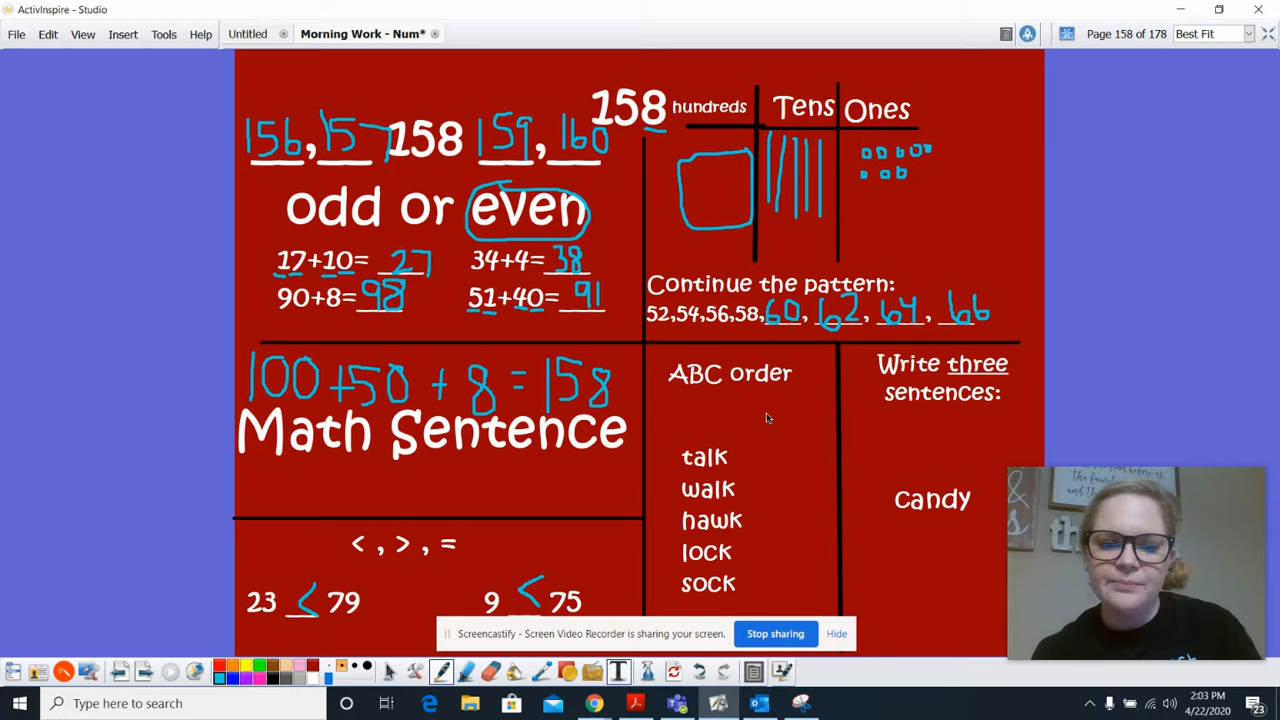 ActivInspire - Studio
File Edit View Insert Tools Help
Untitled
Morning Work - Num*
Page 158 of 178
Best Fit
156, 157 158 159, 160
odd or even
17+10= 27
34+4= 38
90+8= 98
51+40= 91
158 hundreds Tens Ones
Continue the pattern:
52,54,56,58, 60, 62, 64, 66
100 + 50 + 8 = 158
Math Sentence
< , > , =
23 < 79
9 < 75
ABC order
talk
walk
hawk
lock
sock
Write three
sentences:
candy
Screencastify - Screen Video Recorder is sharing your screen.
Stop sharing
Hide
Type here to search
2:03 PM
4/22/2020
23